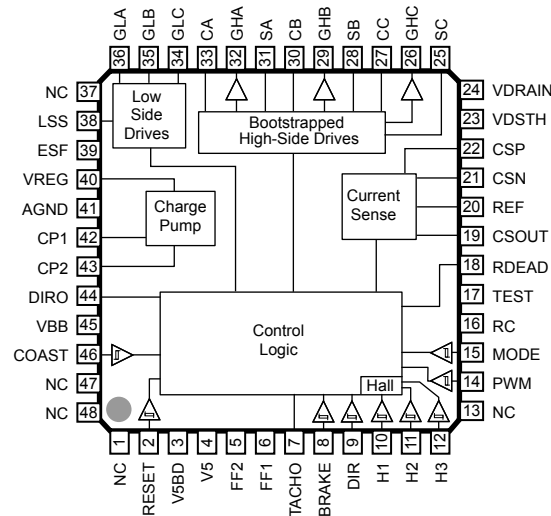 GLA
GLB
GLC
CA
GHA
SA
CB
GHB
SB
CC
GHC
SC
36
35
34
33
32
31
30
29
28
27
26
25
NC 37
LSS 38
ESF 39
VREG 40
AGND 41
CP1 42
CP2 43
DIRO 44
VBB 45
COAST 46
NC 47
NC 48
Low
Side
Drives
Bootstrapped
High-Side Drives
Charge
Pump
Current
Sense
Control
Logic
Hall
24 VDRAIN
23 VDSTH
22 CSP
21 CSN
20 REF
19 CSOUT
18 RDEAD
17 TEST
16 RC
15 MODE
14 PWM
13 NC
1
2
3
4
5
6
7
8
9
10
11
12
NC
RESET
V5BD
V5
FF2
FF1
TACHO
BRAKE
DIR
H1
H2
H3